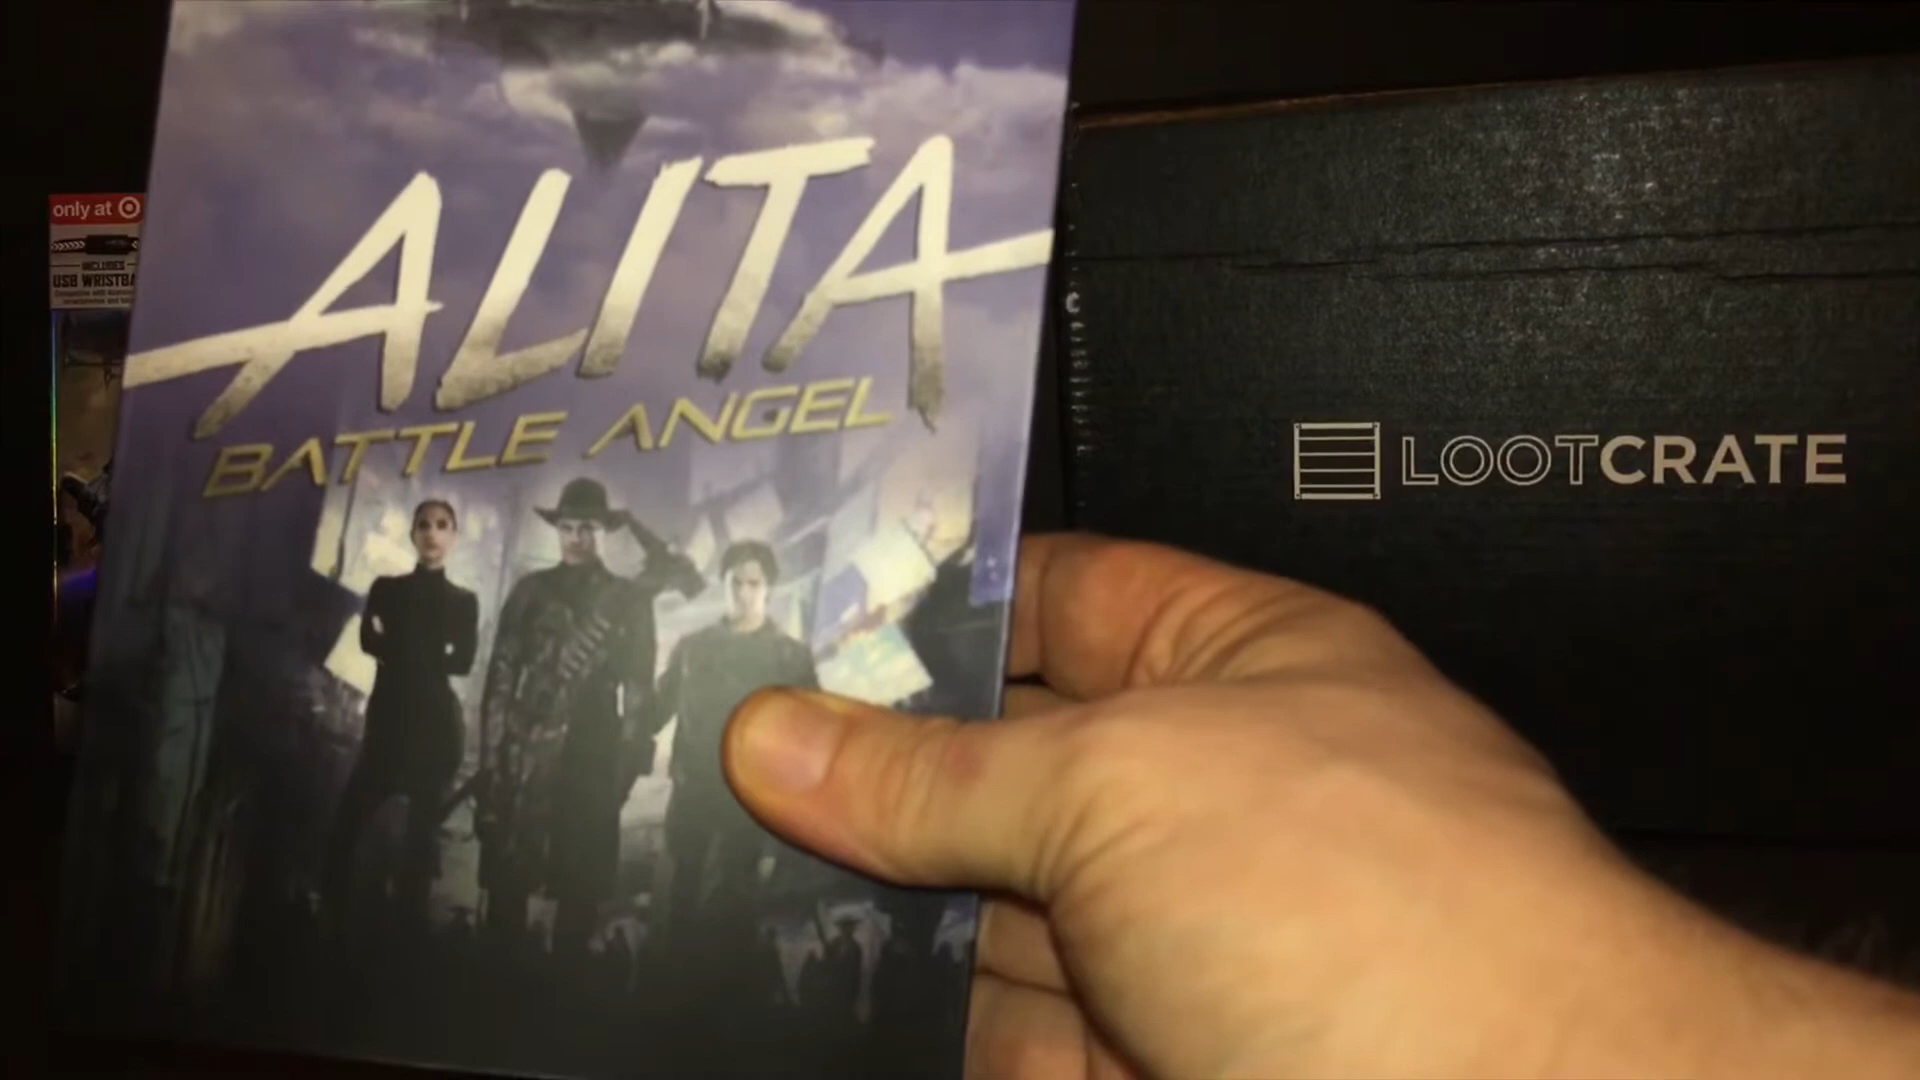 only at
INCLUDES
USB WRISTBA
ALITA
BATTLE ANGEL
LOOTCRATE